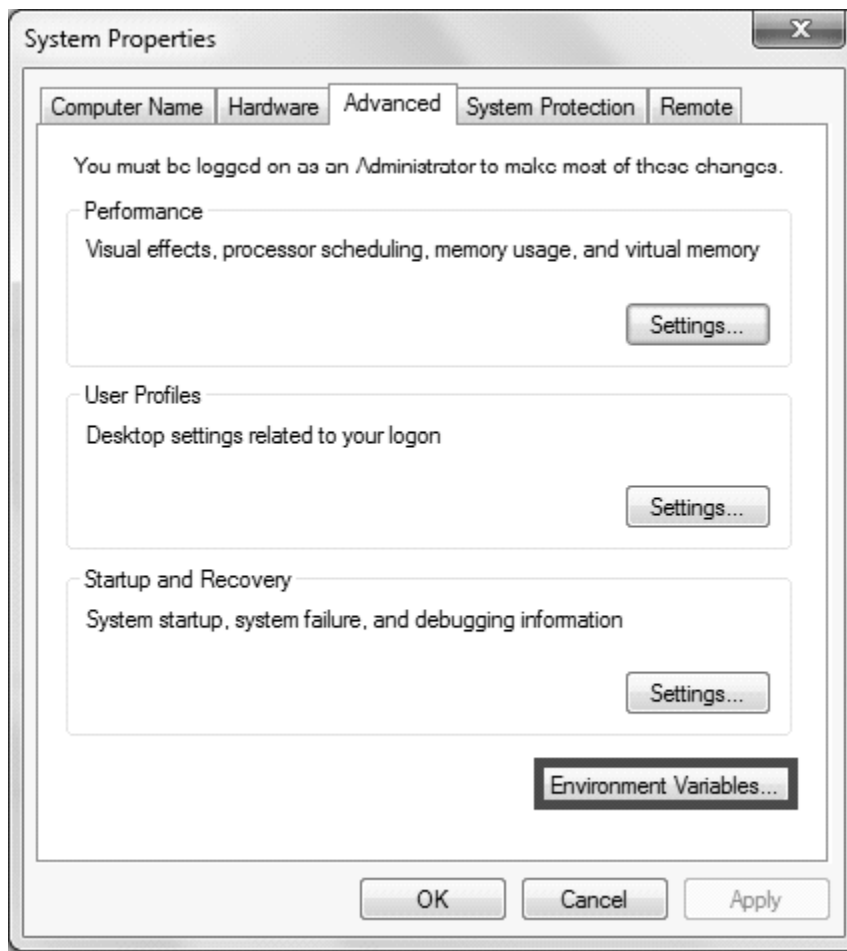 System Properties
Computer Name Hardware Advanced System Protection Remote
You must be logged on as an Administrator to make most of these changes.
Performance
Visual effects, processor scheduling, memory usage, and virtual memory
Settings...
User Profiles
Desktop settings related to your logon
Settings...
Startup and Recovery
System startup, system failure, and debugging information
Settings...
Environment Variables...
OK Cancel Apply